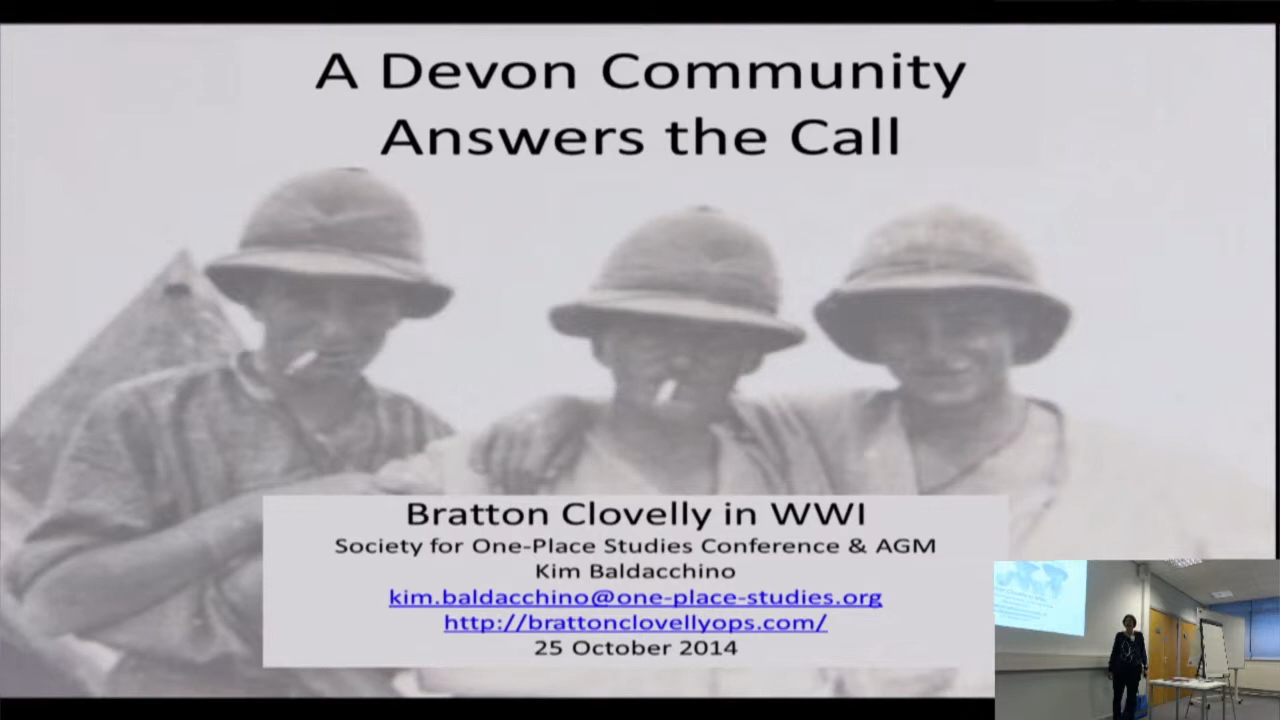 A Devon Community
Answers the Call
Bratton Clovelly in WWI
Society for One-Place Studies Conference & AGM
Kim Baldacchino
kim.baldacchino@one-place-studies.org
http://brattonclovellyops.com/
25 October 2014